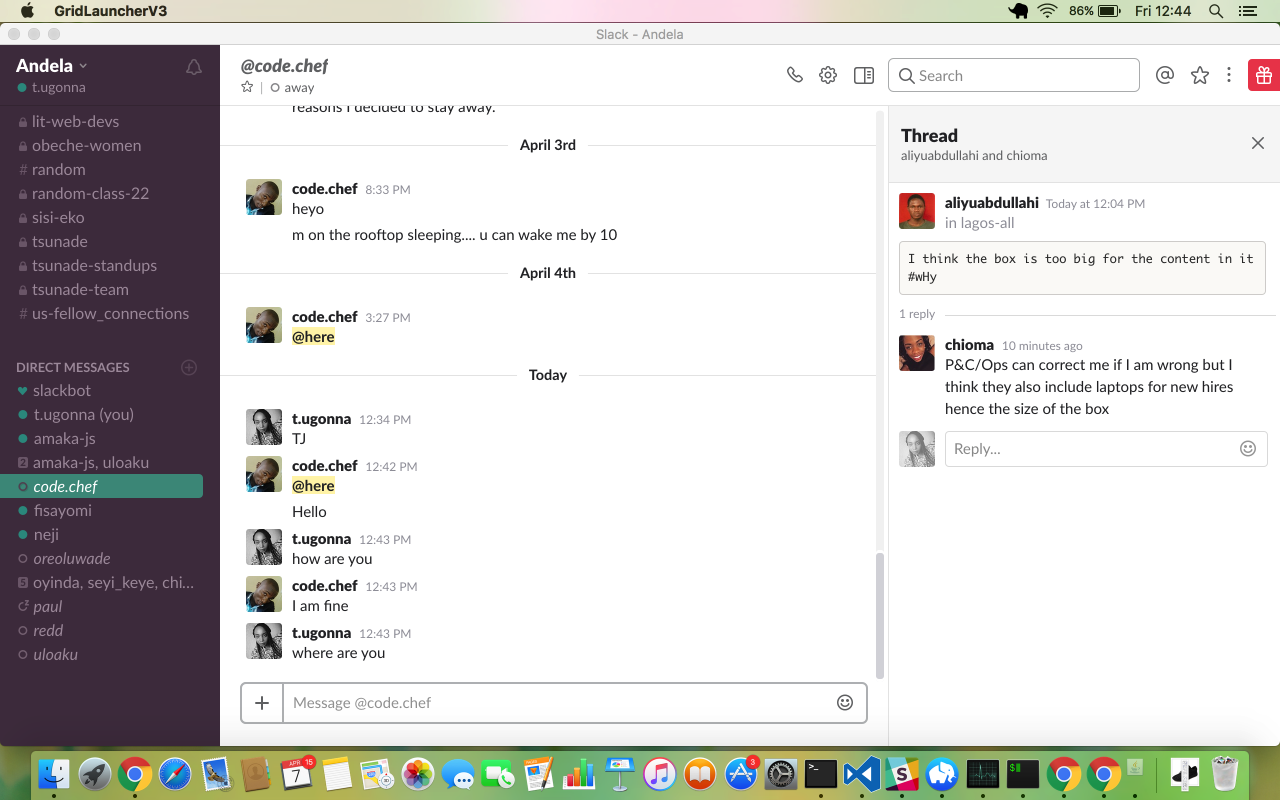 GridLauncherV3
86%
Fri 12:44
Slack - Andela
Andela
t.ugonna
lit-web-devs
# obeche-women
# random
random-class-22
sisi-eko
tsunade
tsunade-standups
tsunade-team
# us-fellow_connections
DIRECT MESSAGES
slackbot
t.ugonna (you)
amaka-js
2 amaka-js, uloaku
code.chef
fisayomi
neji
oreoluwade
5 oyinda, seyi_keye, chi...
paul
redd
uloaku
@code.chef
away
Search
@
reasons I decided to stay away.
April 3rd
code.chef 8:33 PM
heyo
m on the rooftop sleeping.... u can wake me by 10
April 4th
code.chef 3:27 PM
@here
Today
t.ugonna 12:34 PM
TJ
code.chef 12:42 PM
@here
Hello
t.ugonna 12:43 PM
how are you
code.chef 12:43 PM
I am fine
t.ugonna 12:43 PM
where are you
Message @code.chef
Thread
aliyuabdullahi and chioma
aliyuabdullahi Today at 12:04 PM
in lagos-all
I think the box is too big for the content in it
#wHy
1 reply
chioma 10 minutes ago
P&C/Ops can correct me if I am wrong but I
think they also include laptops for new hires
hence the size of the box
Reply...
APR 15
7
3